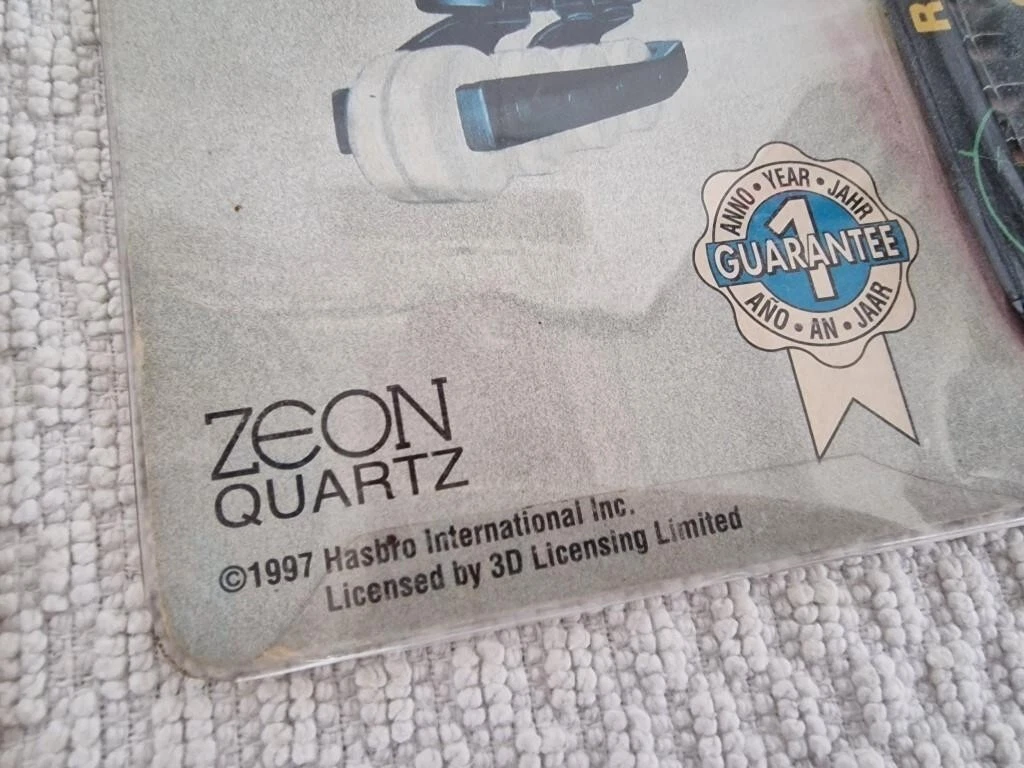 R
ANNO • YEAR • JAHR
1
GUARANTEE
AÑO • AN • JAAR
ZEON
QUARTZ
©1997 Hasbro International Inc.
Licensed by 3D Licensing Limited